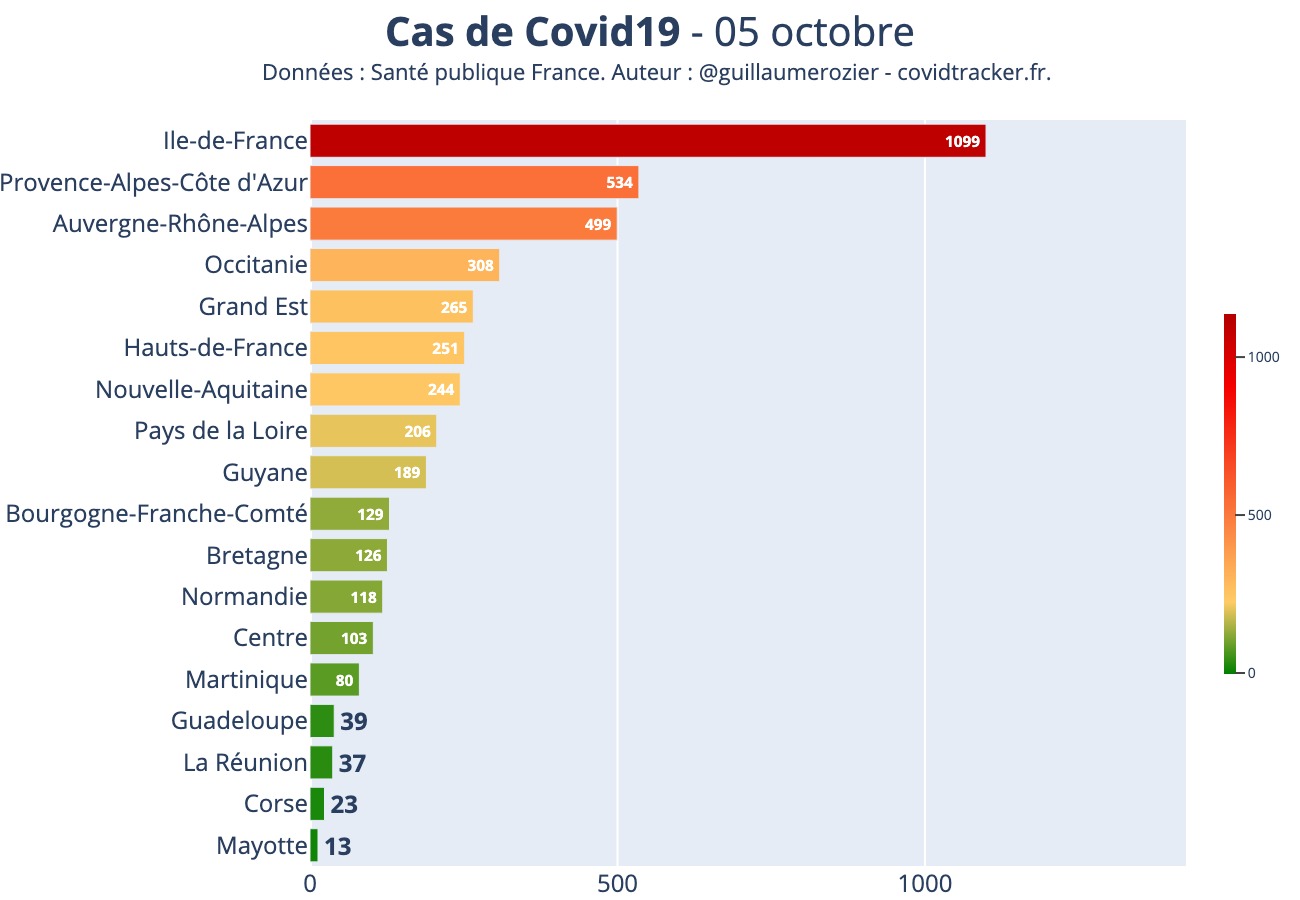 Cas de Covid19 - 05 octobre
Données : Santé publique France. Auteur : @guillaumerozier - covidtracker.fr.
Ile-de-France 1099
Provence-Alpes-Côte d'Azur 534
Auvergne-Rhône-Alpes 499
Occitanie 308
Grand Est 265
Hauts-de-France 251
Nouvelle-Aquitaine 244
Pays de la Loire 206
Guyane 189
Bourgogne-Franche-Comté 129
Bretagne 126
Normandie 118
Centre 103
Martinique 80
Guadeloupe 39
La Réunion 37
Corse 23
Mayotte 13
0 500 1000
1000
500
0